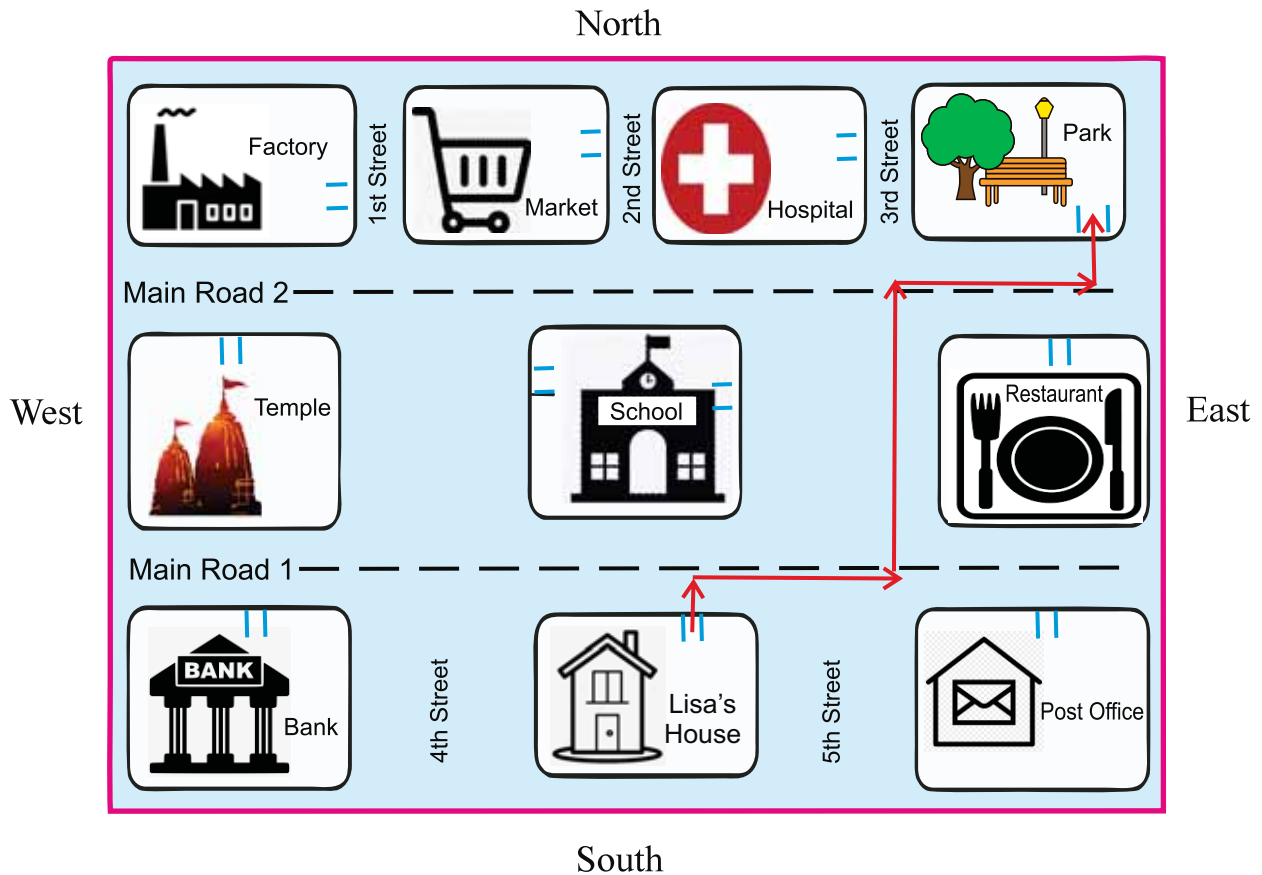 North
Factory
1st Street
Market
2nd Street
Hospital
3rd Street
Park
Main Road 2
West
Temple
School
Restaurant
East
Main Road 1
BANK
Bank
4th Street
Lisa's
House
5th Street
Post Office
South